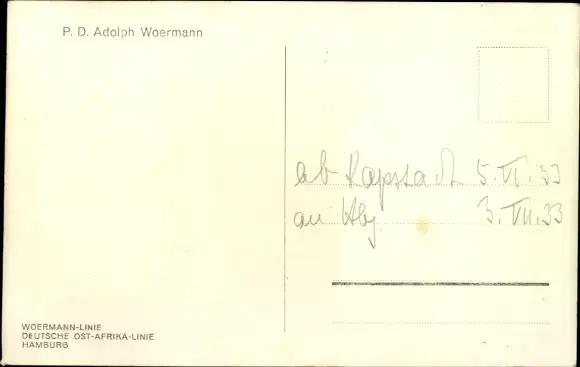 P. D. Adolph Woermann
ab Kapstadt 5. VI. 33
an Hbg 3. VII. 33
WOERMANN-LINIE
DEUTSCHE OST-AFRIKA-LINIE
HAMBURG